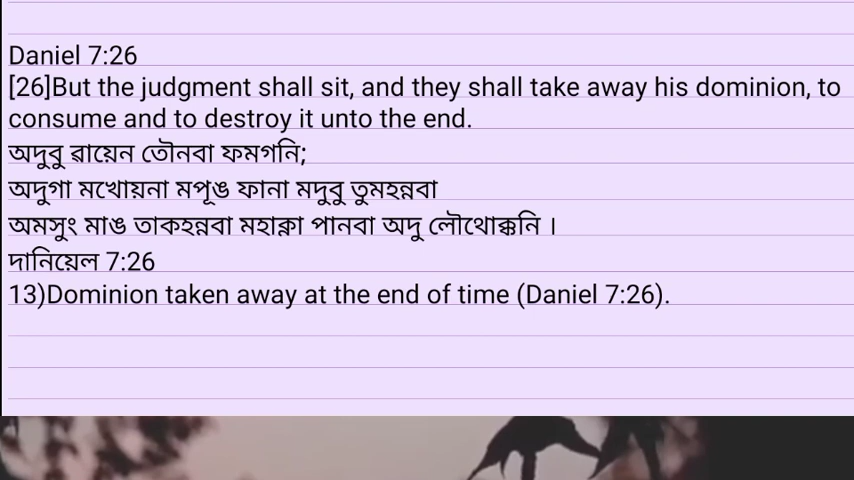 Daniel 7:26
[26]But the judgment shall sit, and they shall take away his dominion, to
consume and to destroy it unto the end.
অদুবু ৱায়েন তৌনবা ফমগনি;
অদুগা মখোয়না মপূঙ ফানা মদুবু তুমহন্নবা
অমসুং মাঙ তাকহন্নবা মহাক্না পানবা অদু লৌথোক্কনি ।
দানিয়েল 7:26
13)Dominion taken away at the end of time (Daniel 7:26).